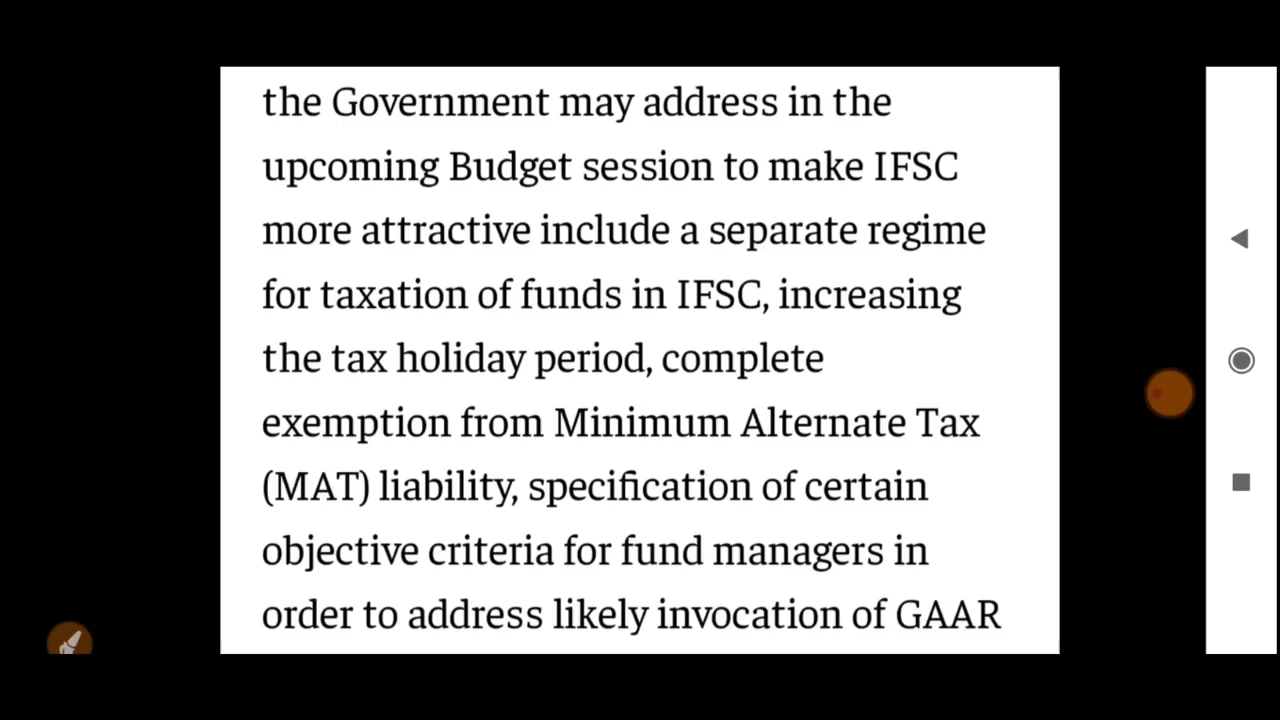 the Government may address in the
upcoming Budget session to make IFSC
more attractive include a separate regime
for taxation of funds in IFSC, increasing
the tax holiday period, complete
exemption from Minimum Alternate Tax
(MAT) liability, specification of certain
objective criteria for fund managers in
order to address likely invocation of GAAR